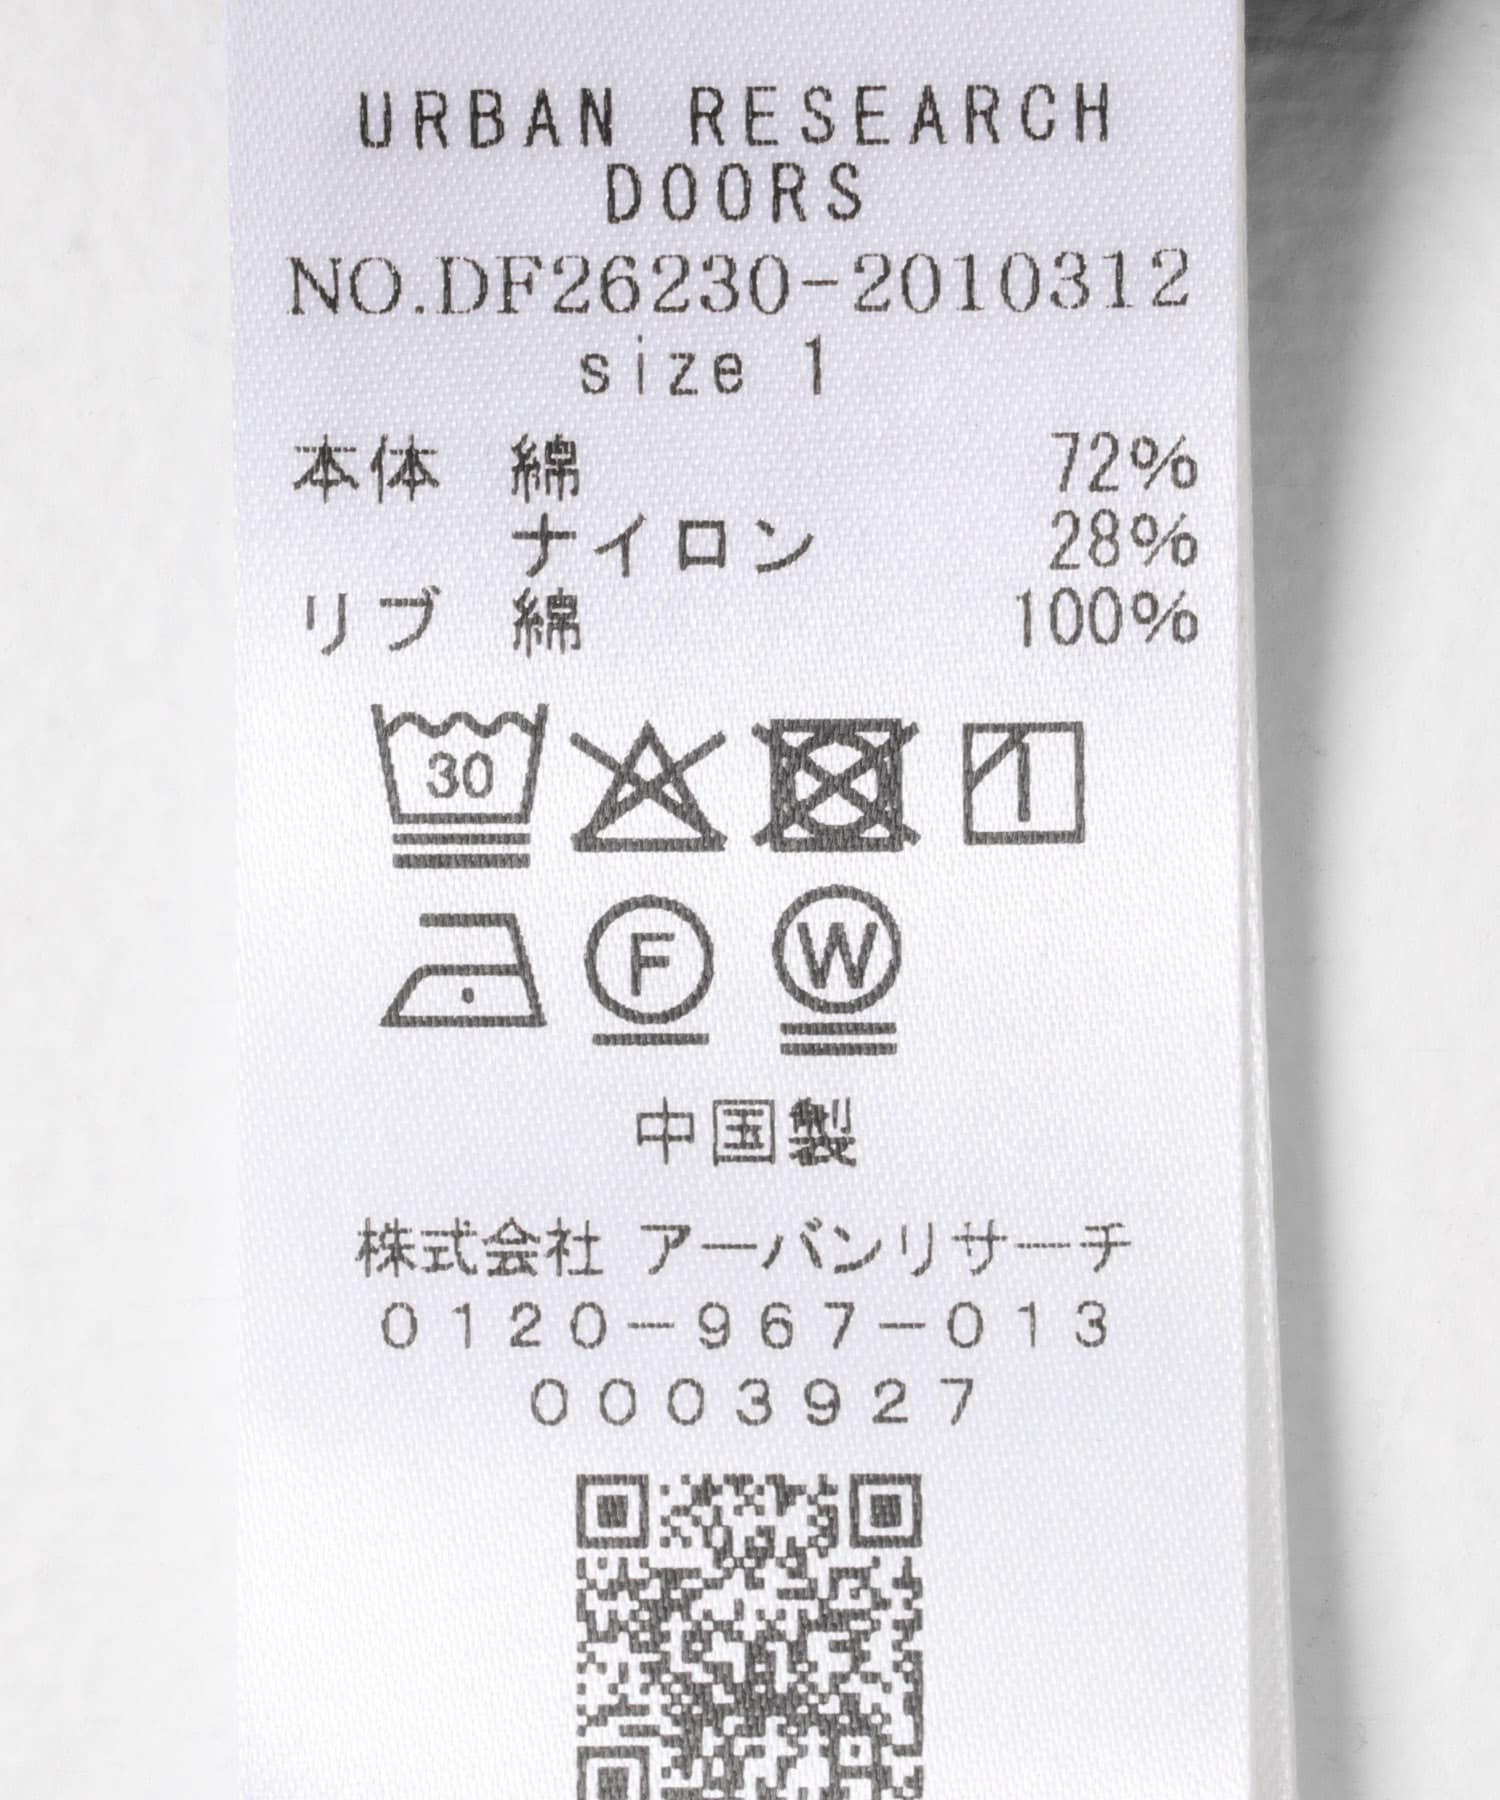 URBAN RESEARCH
DOORS
NO.DF26230-2010312
size 1
本体 綿 72%
ナイロン 28%
リブ 綿 100%
30
F W
中国製
株式会社 アーバンリサーチ
0120-967-013
0003927